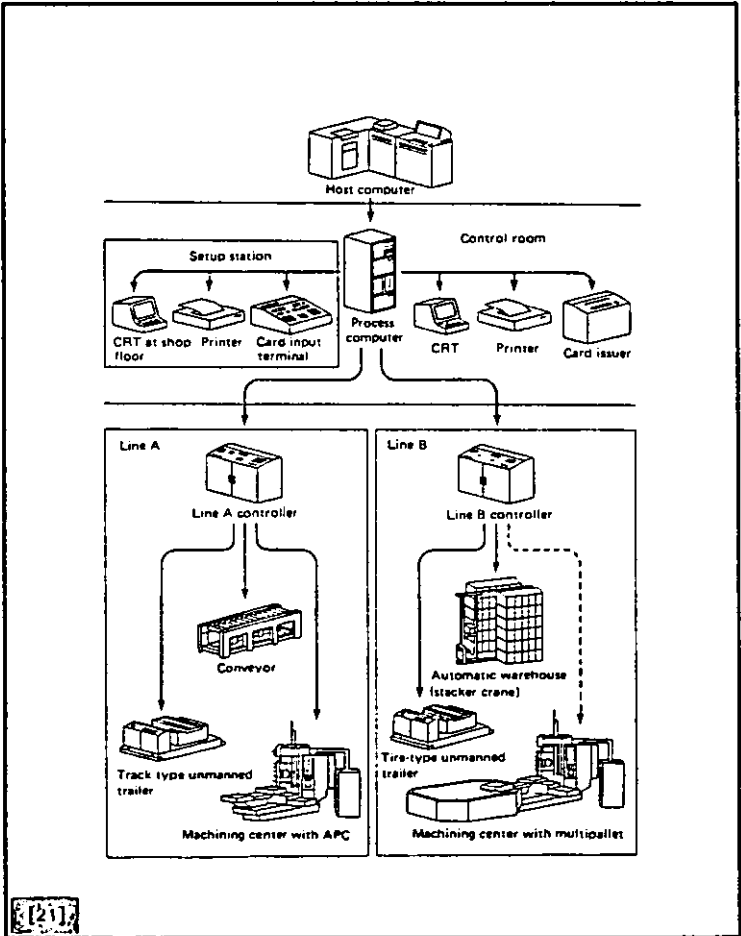 Host computer
Setup station
Control room
CRT at shop
floor
Printer
Card input
terminal
Process
computer
CRT
Printer
Card issuer
Line A
Line A controller
Conveyor
Track type unmanned
trailer
Machining center with APC
Line B
Line B controller
Automatic warehouse
(stacker crane)
Tire-type unmanned
trailer
Machining center with multipallet
[21]